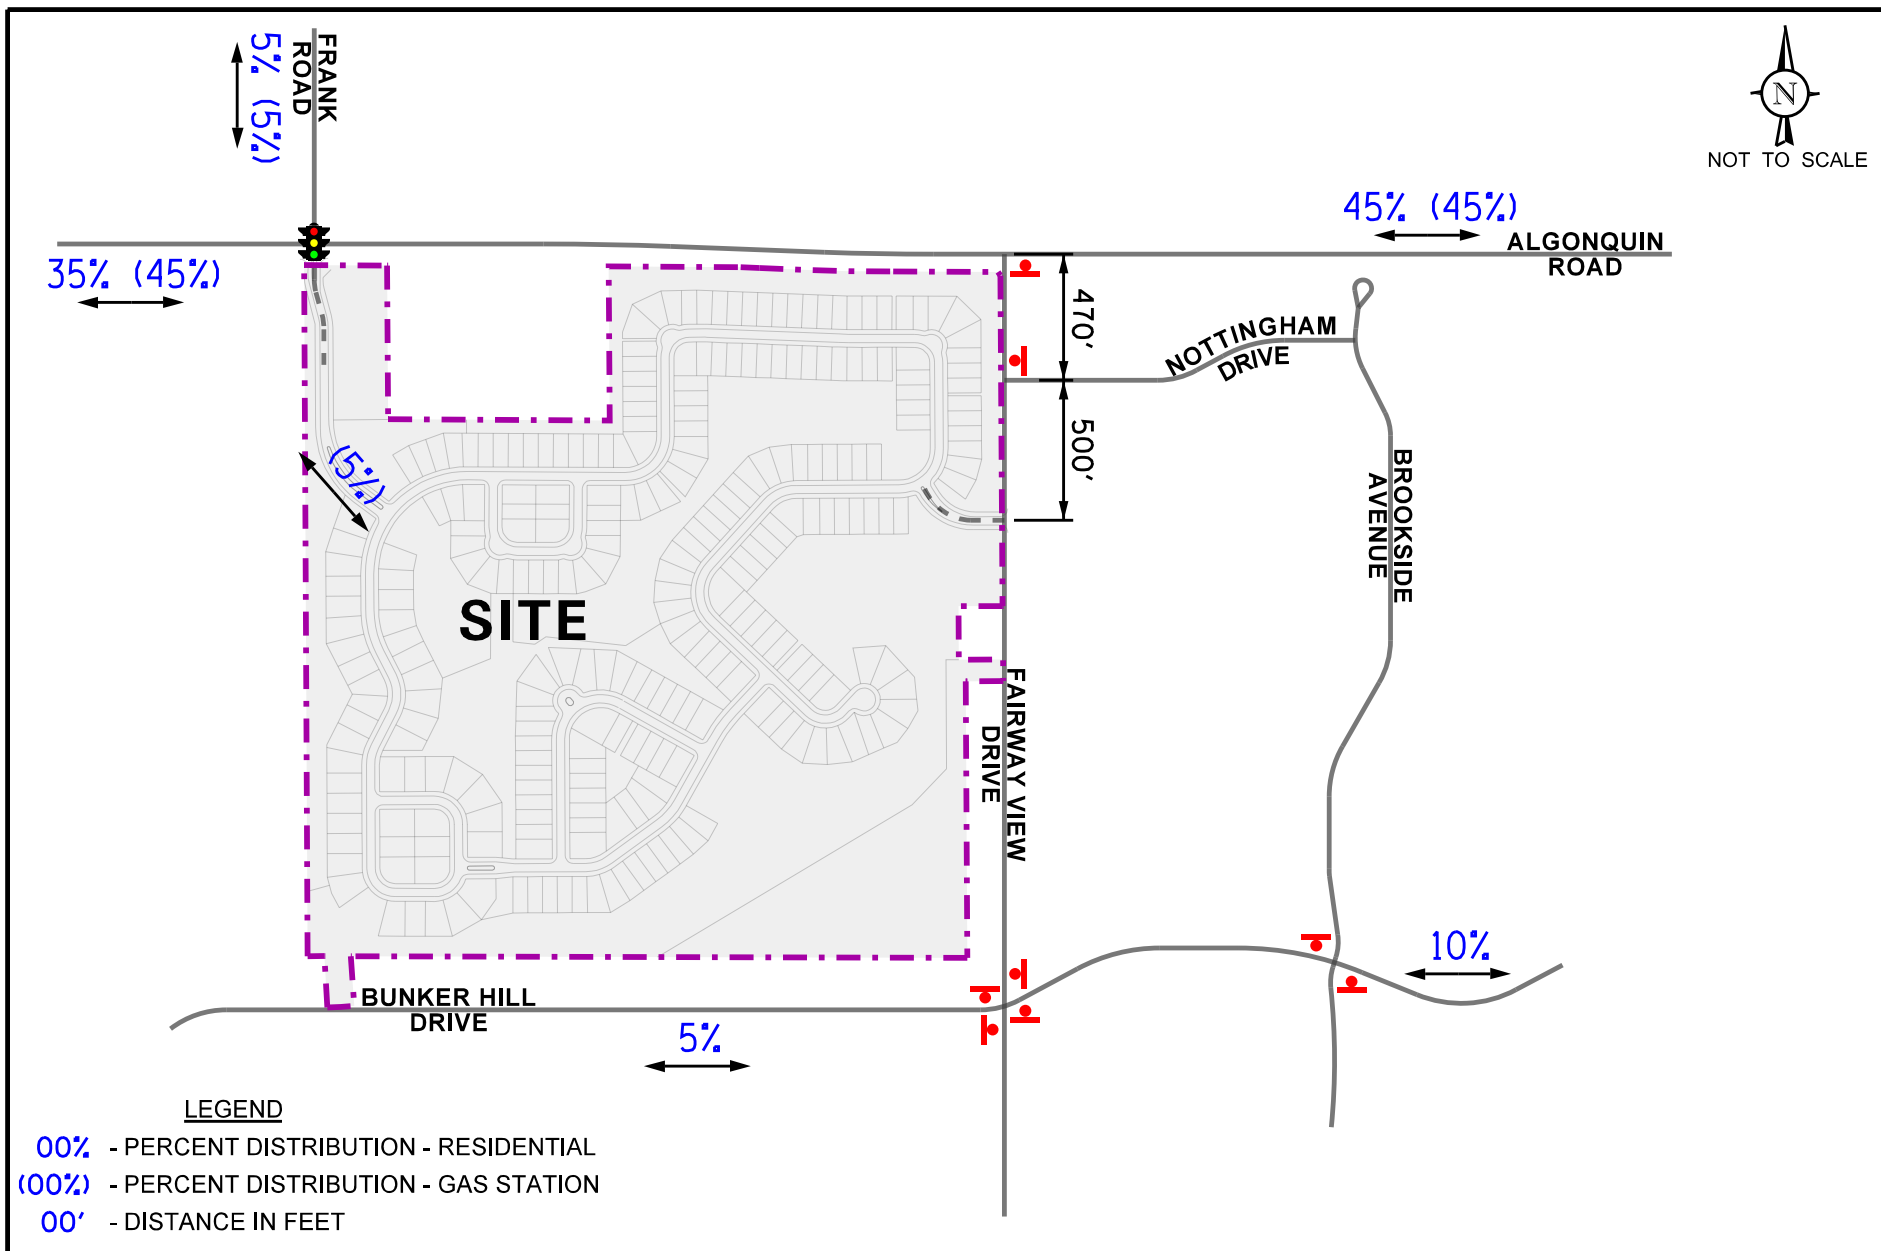 FRANK
ROAD
5% (5%)
N
NOT TO SCALE
45% (45%)
ALGONQUIN
ROAD
35% (45%)
470'
NOTTINGHAM
DRIVE
500'
(5%)
BROOKSIDE
AVENUE
SITE
FAIRWAY VIEW
DRIVE
10%
BUNKER HILL
DRIVE
5%
LEGEND
00% - PERCENT DISTRIBUTION - RESIDENTIAL
(00%) - PERCENT DISTRIBUTION - GAS STATION
00' - DISTANCE IN FEET